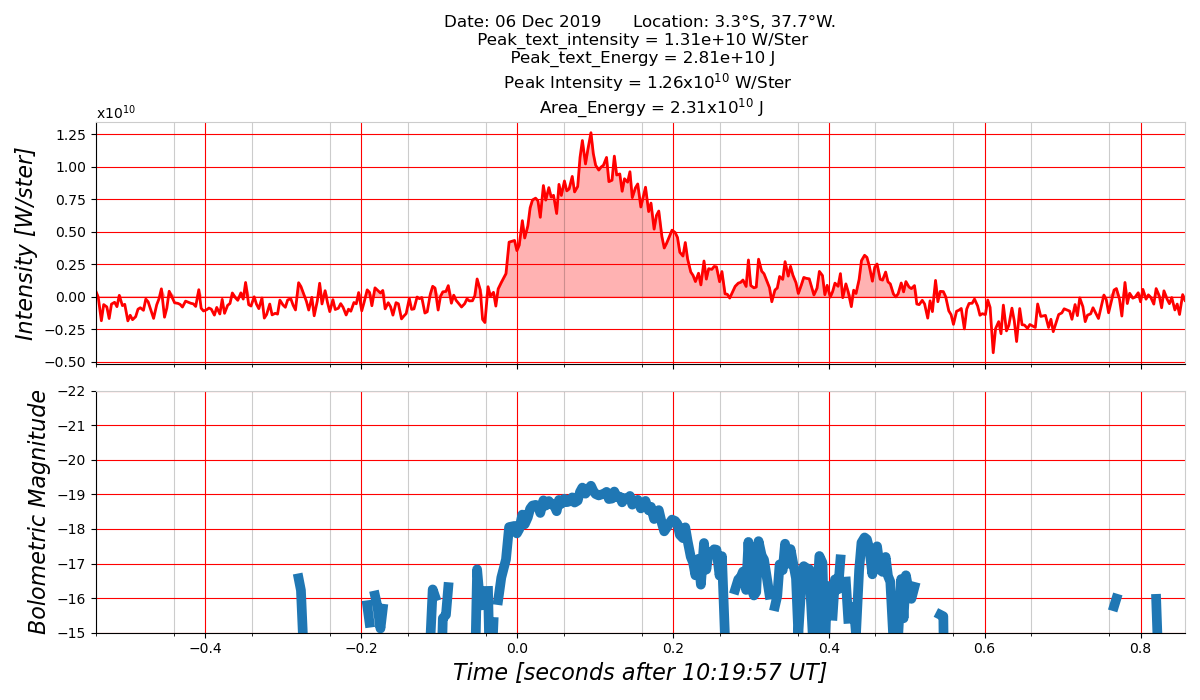 Date: 06 Dec 2019      Location: 3.3°S, 37.7°W.
Peak_text_intensity = 1.31e+10 W/Ster
Peak_text_Energy = 2.81e+10 J
Peak Intensity = 1.26x10¹⁰ W/Ster
Area_Energy = 2.31x10¹⁰ J
x10¹⁰
Intensity [W/ster]
1.25
1.00
0.75
0.50
0.25
0.00
−0.25
−0.50
Bolometric Magnitude
−22
−21
−20
−19
−18
−17
−16
−15
−0.4 −0.2 0.0 0.2 0.4 0.6 0.8
Time [seconds after 10:19:57 UT]